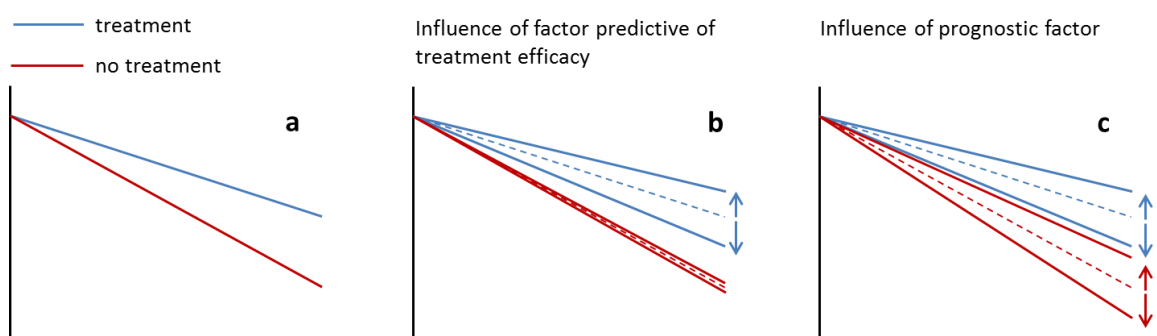 treatment
no treatment
Influence of factor predictive of
treatment efficacy
Influence of prognostic factor
a
b
c